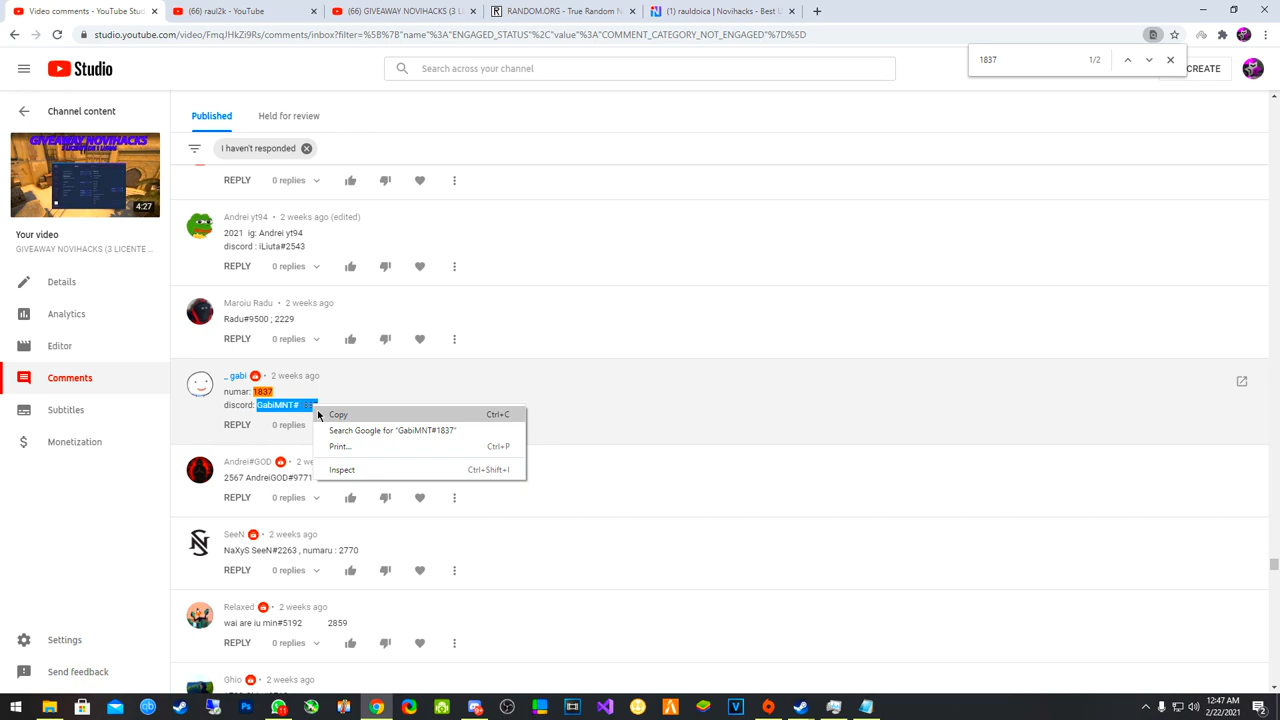 Video comments - YouTube Studio
(66) raul2k - YouTube
(66) GIVEAWAY NOVIHACKS (3 LI
RANDOM.ORG - True Random N
rauldoica | Novihacks - Best L
studio.youtube.com/video/FmqJHkZi9Rs/comments/inbox?filter=%5B%7B"name"%3A"ENGAGED_STATUS"%2C"value"%3A"COMMENT_CATEGORY_NOT_ENGAGED"%7D%5D
1837
1/2
Studio
Search across your channel
CREATE
Channel content
Published
Held for review
I haven't responded
GIVEAWAY NOVIHACKS
4:27
Your video
GIVEAWAY NOVIHACKS (3 LICENTE ...
Details
Analytics
Editor
Comments
Subtitles
Monetization
Settings
Send feedback
REPLY 0 replies
Andrei yt94 • 2 weeks ago (edited)
2021 ig: Andrei yt94
discord : iLiuta#2543
REPLY 0 replies
Maroiu Radu • 2 weeks ago
Radu#9500 ; 2229
REPLY 0 replies
_ gabi • 2 weeks ago
numar: 1837
discord: GabiMNT#
REPLY 0 replies
Copy Ctrl+C
Search Google for "GabiMNT#1837"
Print... Ctrl+P
Inspect Ctrl+Shift+I
Andrei#GOD • 2 we
2567 AndreiGOD#9771
REPLY 0 replies
SeeN • 2 weeks ago
NaXyS SeeN#2263 , numaru : 2770
REPLY 0 replies
Relaxed • 2 weeks ago
wai are iu min#5192 2859
REPLY 0 replies
Ghio • 2 weeks ago
12:47 AM
2/22/2021